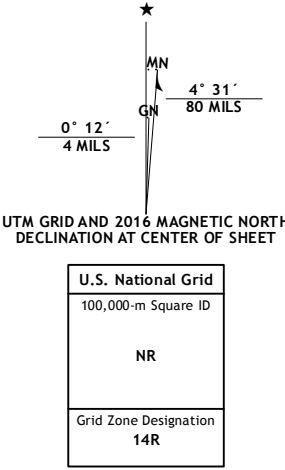 MN
4° 31´
80 MILS
GN
0° 12´
4 MILS
UTM GRID AND 2016 MAGNETIC NORTH
DECLINATION AT CENTER OF SHEET
U.S. National Grid
100,000-m Square ID
NR
Grid Zone Designation
14R